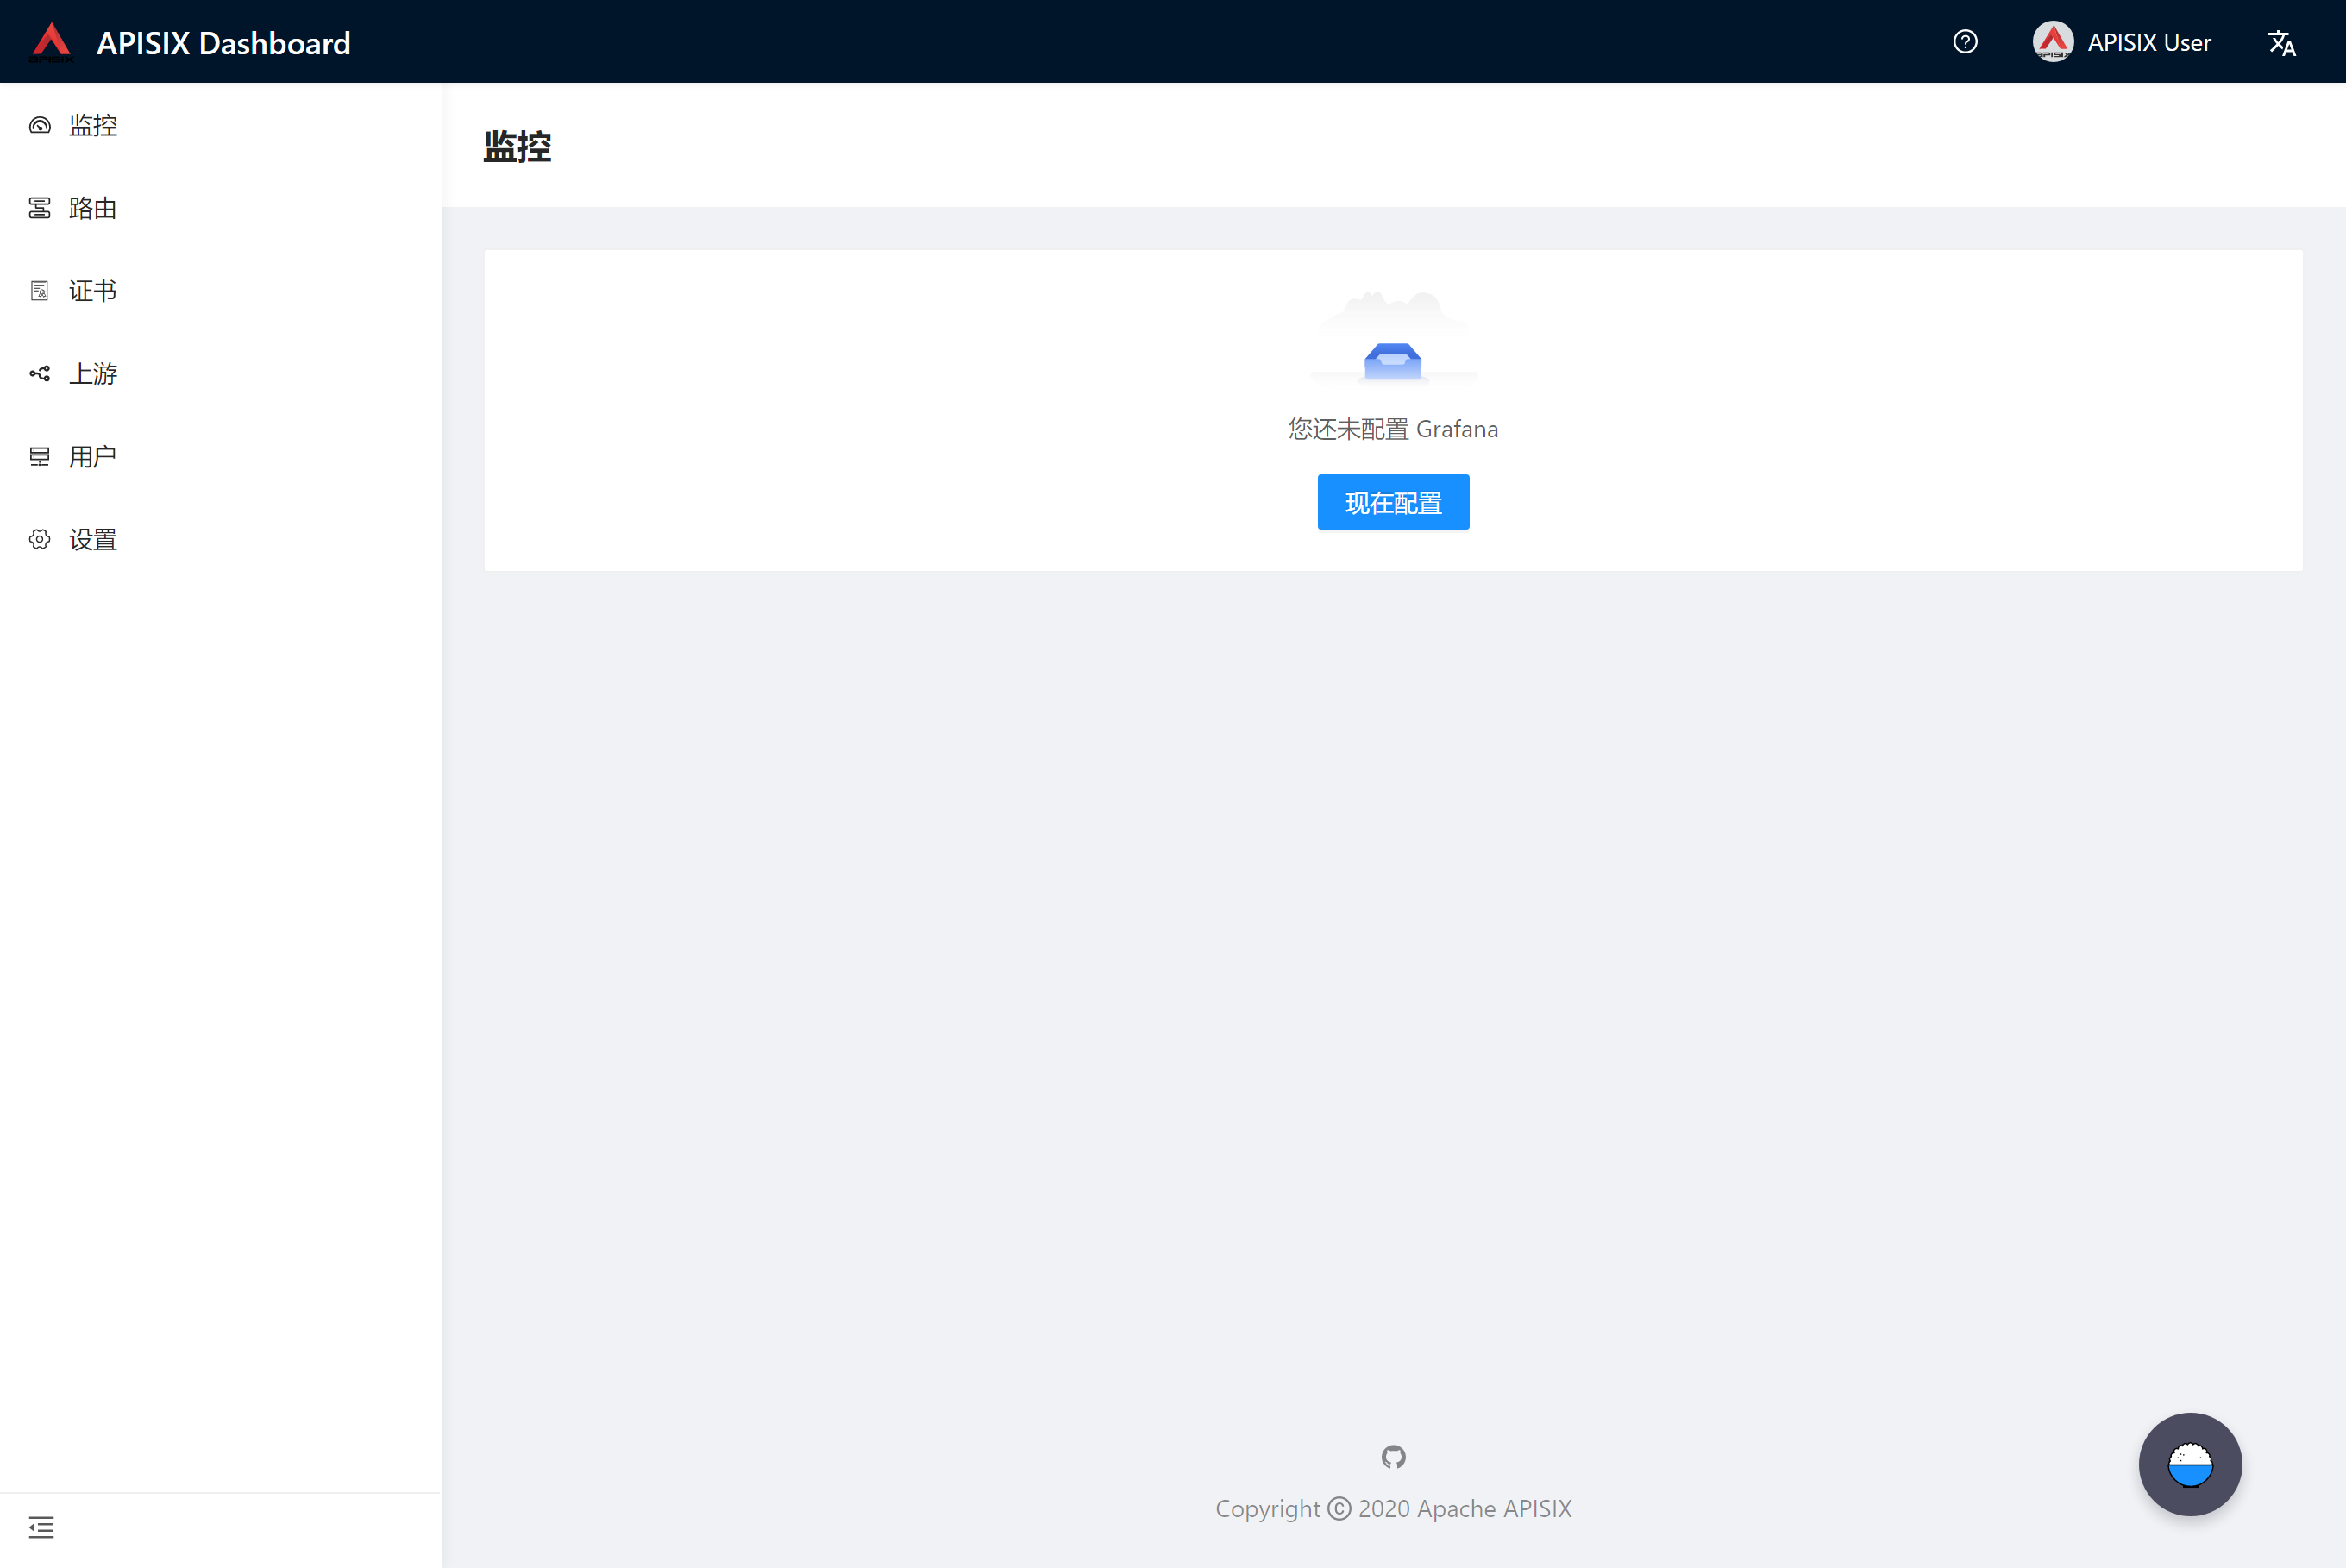 APISIX Dashboard
APISIX User
监控
路由
证书
上游
用户
设置
监控
您还未配置 Grafana
现在配置
Copyright © 2020 Apache APISIX